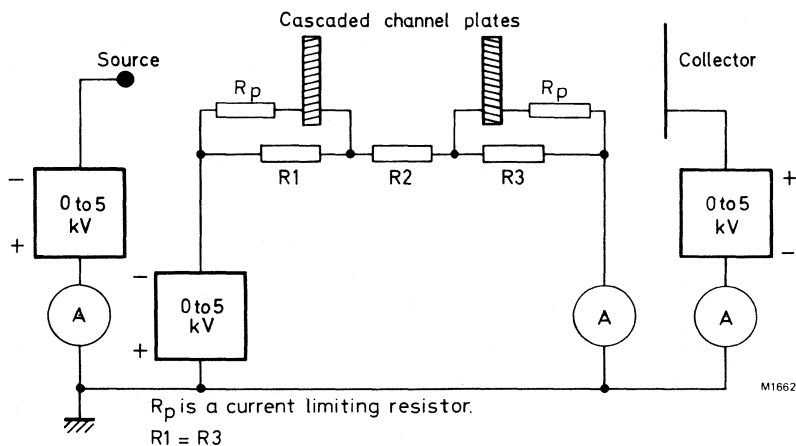 Cascaded channel plates
Source
Collector
Rp
Rp
R1
R2
R3
−
0 to 5
kV
+
−
0 to 5
kV
+
+
0 to 5
kV
−
A
A
A
M1662
Rp is a current limiting resistor.
R1 = R3